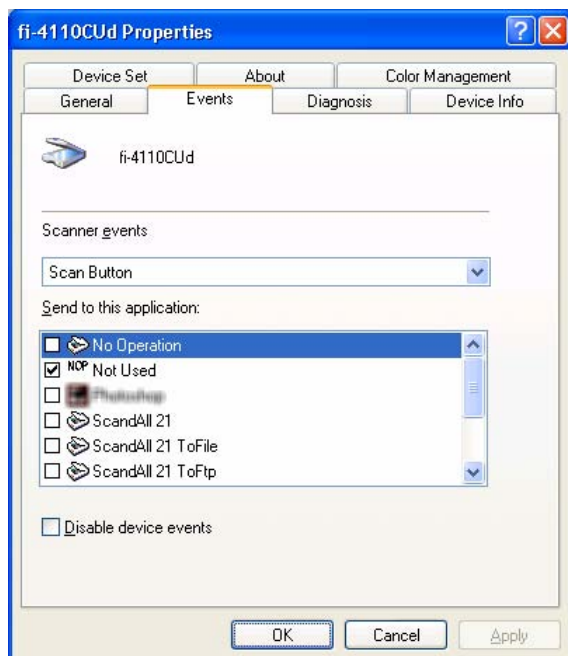 fi-4110CUd Properties
Device Set About Color Management
General Events Diagnosis Device Info
fi-4110CUd
Scanner events
Scan Button
Send to this application:
No Operation
NOP Not Used
ScandAll 21
ScandAll 21 ToFile
ScandAll 21 ToFtp
Disable device events
OK Cancel Apply